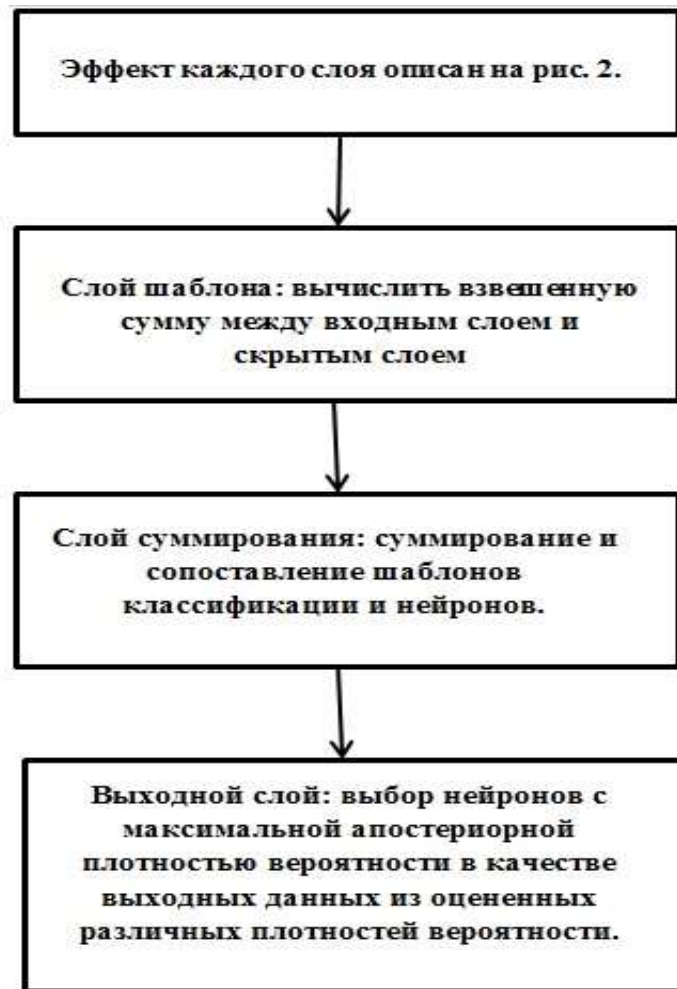 Эффект каждого слоя описан на рис. 2.
Слой шаблона: вычислить взвешенную
сумму между входным слоем и
скрытым слоем
Слой суммирования: суммирование и
сопоставление шаблонов
классификации и нейронов.
Выходной слой: выбор нейронов с
максимальной апостериорной
плотностью вероятности в качестве
выходных данных из оцененных
различных плотностей вероятности.